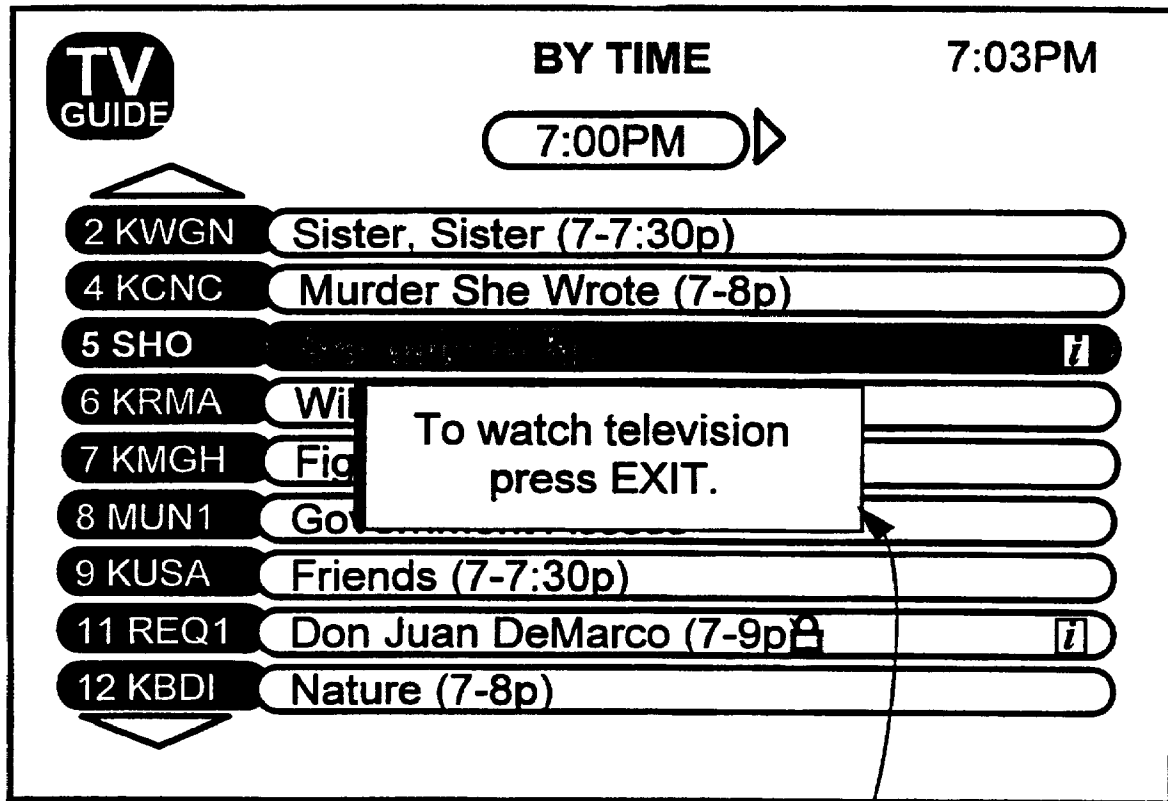 TV
GUIDE
BY TIME
7:03PM
7:00PM
2 KWGN Sister, Sister (7-7:30p)
4 KCNC Murder She Wrote (7-8p)
5 SHO i
6 KRMA Wil
7 KMGH Fig
To watch television
press EXIT.
8 MUN1
9 KUSA Friends (7-7:30p)
11 REQ1 Don Juan DeMarco (7-9p i
12 KBDI Nature (7-8p)